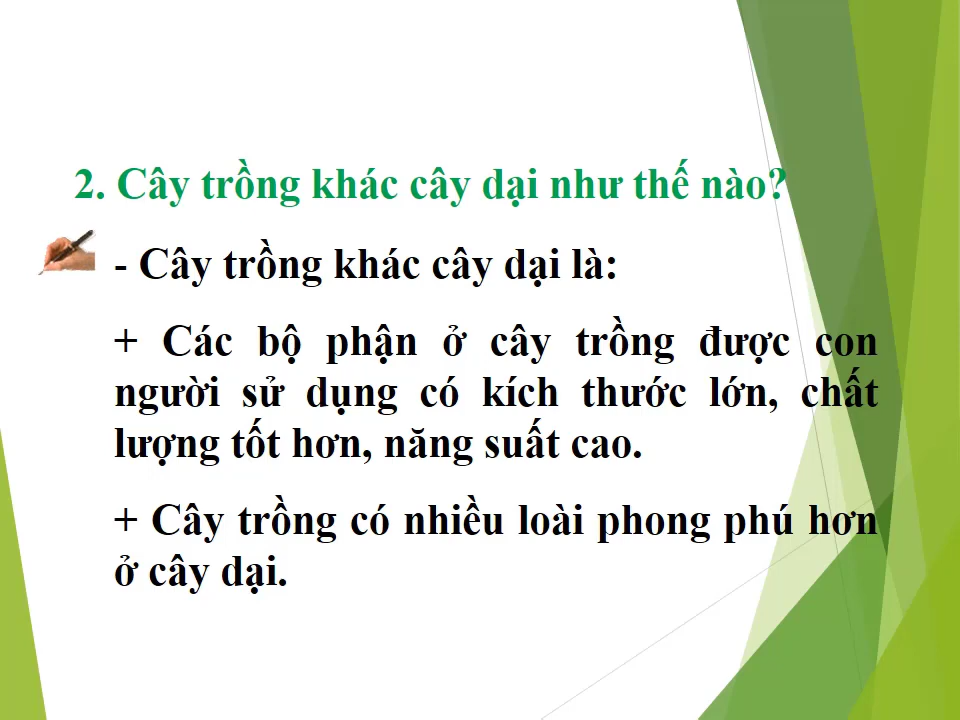 2. Cây trồng khác cây dại như thế nào?
- Cây trồng khác cây dại là:
+ Các bộ phận ở cây trồng được con
người sử dụng có kích thước lớn, chất
lượng tốt hơn, năng suất cao.
+ Cây trồng có nhiều loài phong phú hơn
ở cây dại.